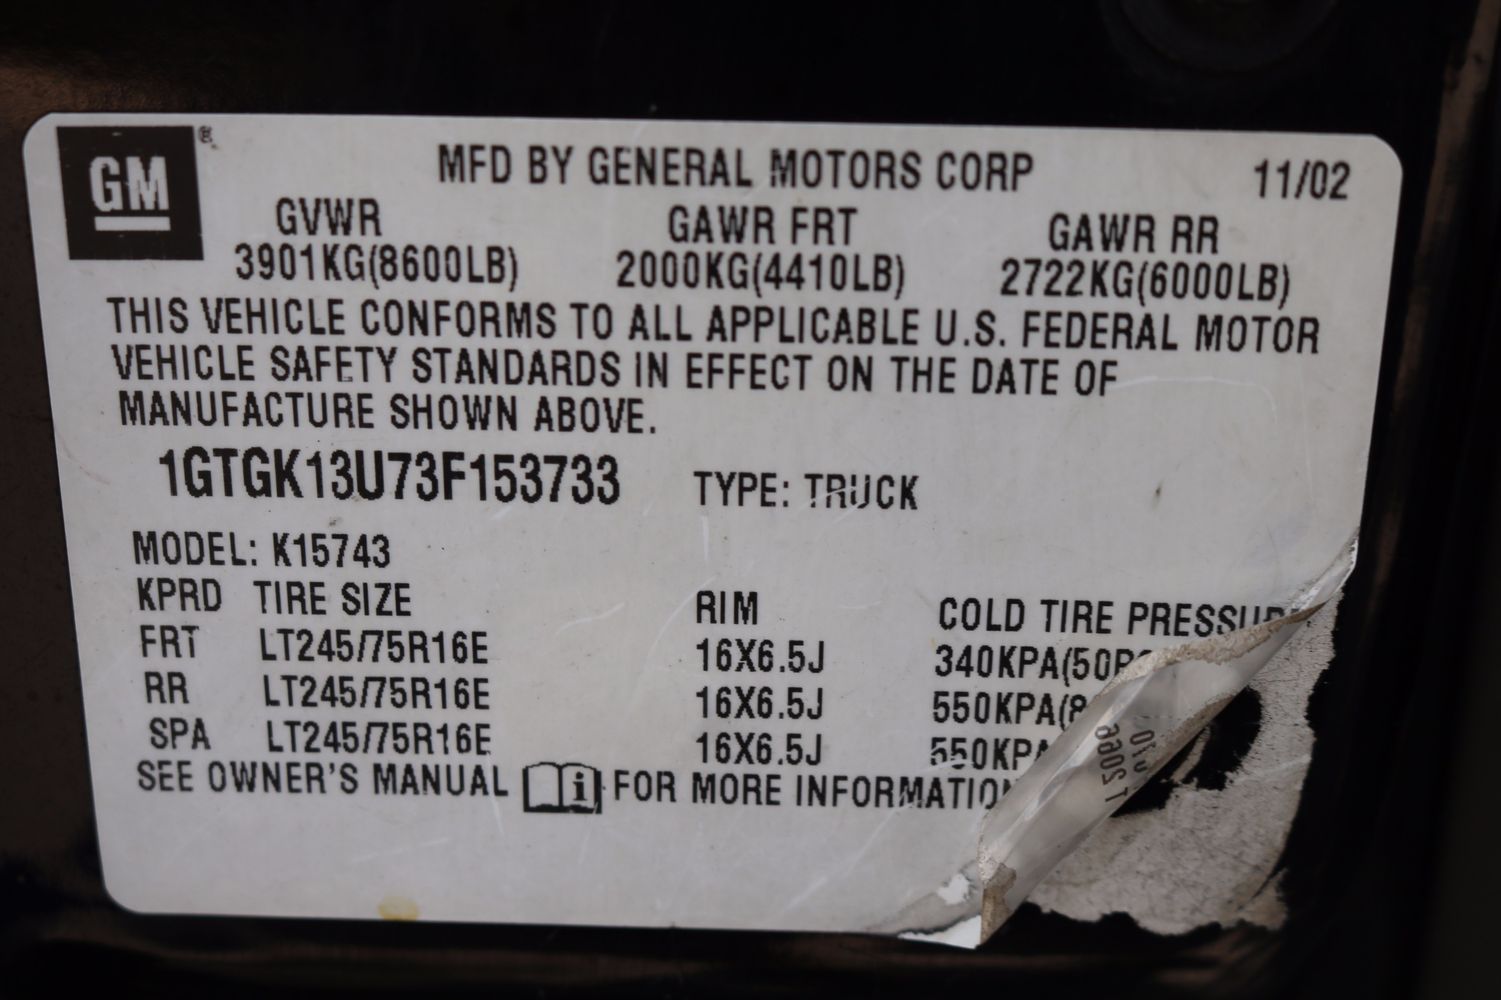 GM ®
MFD BY GENERAL MOTORS CORP 11/02
GVWR GAWR FRT GAWR RR
3901KG(8600LB) 2000KG(4410LB) 2722KG(6000LB)
THIS VEHICLE CONFORMS TO ALL APPLICABLE U.S. FEDERAL MOTOR
VEHICLE SAFETY STANDARDS IN EFFECT ON THE DATE OF
MANUFACTURE SHOWN ABOVE.
1GTGK13U73F153733 TYPE: TRUCK
MODEL: K15743
KPRD TIRE SIZE RIM COLD TIRE PRESSUR
FRT LT245/75R16E 16X6.5J 340KPA(50P
RR LT245/75R16E 16X6.5J 550KPA(8
SPA LT245/75R16E 16X6.5J 550KPA
SEE OWNER'S MANUAL i FOR MORE INFORMATION